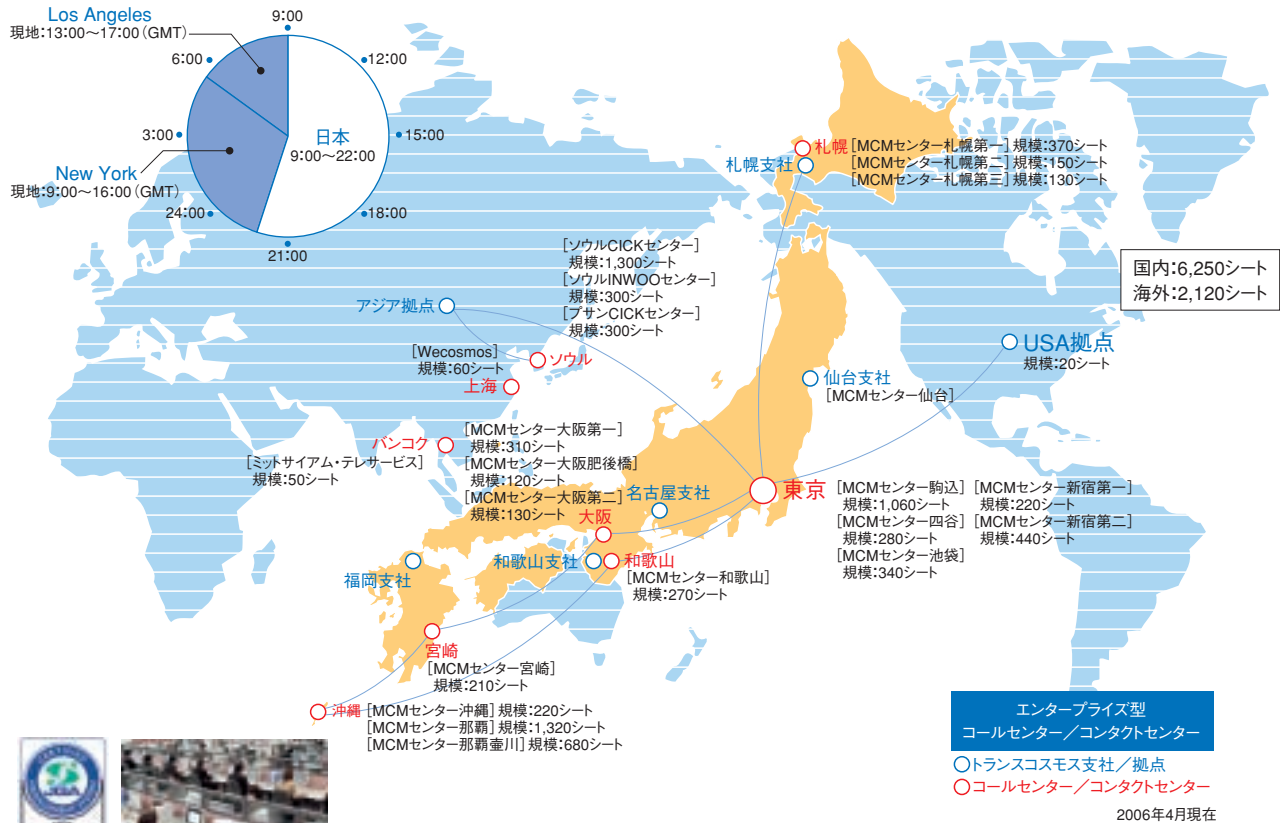 Los Angeles
現地：13：00～17：00（GMT）
9：00
12：00
15：00
18：00
21：00
24：00
3：00
6：00
日本
9：00～22：00
New York
現地：9：00～16：00（GMT）
札幌
[MCMセンター札幌第一] 規模：370シート
[MCMセンター札幌第二] 規模：150シート
[MCMセンター札幌第三] 規模：130シート
札幌支社
国内：6,250シート
海外：2,120シート
[ソウルCICKセンター]
規模：1,300シート
[ソウルINWOOセンター]
規模：300シート
[プサンCICKセンター]
規模：300シート
アジア拠点
ソウル
[Wecosmos]
規模：60シート
上海
USA拠点
規模：20シート
仙台支社
[MCMセンター仙台]
バンコク
[ミットサイアム・テレサービス]
規模：50シート
[MCMセンター大阪第一]
規模：310シート
[MCMセンター大阪肥後橋]
規模：120シート
[MCMセンター大阪第二]
規模：130シート
大阪
名古屋支社
東京
[MCMセンター駒込]
規模：1,060シート
[MCMセンター四谷]
規模：280シート
[MCMセンター池袋]
規模：340シート
[MCMセンター新宿第一]
規模：220シート
[MCMセンター新宿第二]
規模：440シート
和歌山支社
和歌山
[MCMセンター和歌山]
規模：270シート
福岡支社
宮崎
[MCMセンター宮崎]
規模：210シート
沖縄
[MCMセンター沖縄] 規模：220シート
[MCMセンター那覇] 規模：1,320シート
[MCMセンター那覇壷川] 規模：680シート
エンタープライズ型
コールセンター／コンタクトセンター
トランスコスモス支社／拠点
コールセンター／コンタクトセンター
2006年4月現在